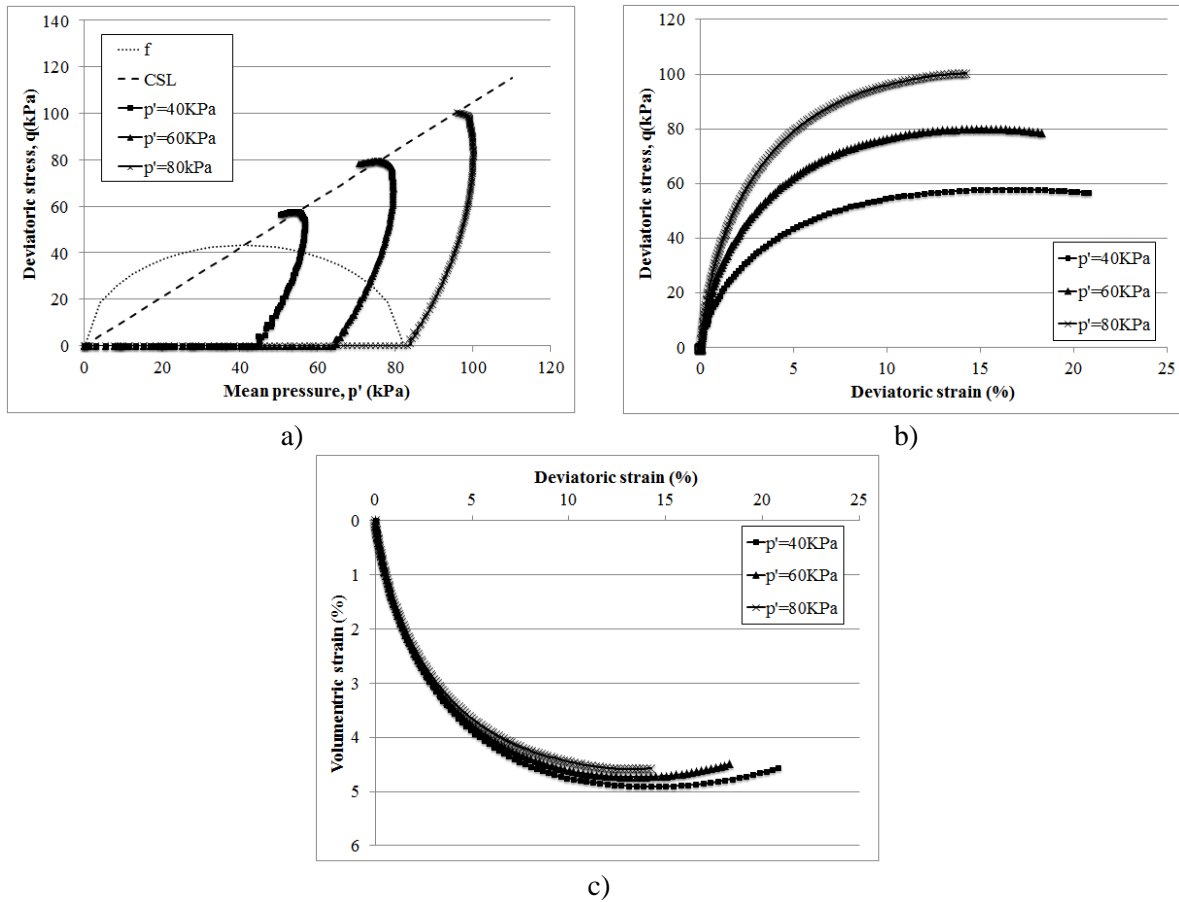 120
100
80
60
40
20
0
Deviatoric stress, q(kPa)
f
CSL
p'=40KPa
p'=60KPa
p'=80kPa
0 20 40 60 80 100 120
Mean pressure, p' (kPa)
a)
120
100
80
60
40
20
0
Deviatoric stress, q(kPa)
p'=40KPa
p'=60KPa
p'=80KPa
0 5 10 15 20 25
Deviatoric strain (%)
b)
Deviatoric strain (%)
0 5 10 15 20 25
0
1
2
3
4
5
6
Volumentric strain (%)
p'=40KPa
p'=60KPa
p'=80KPa
c)